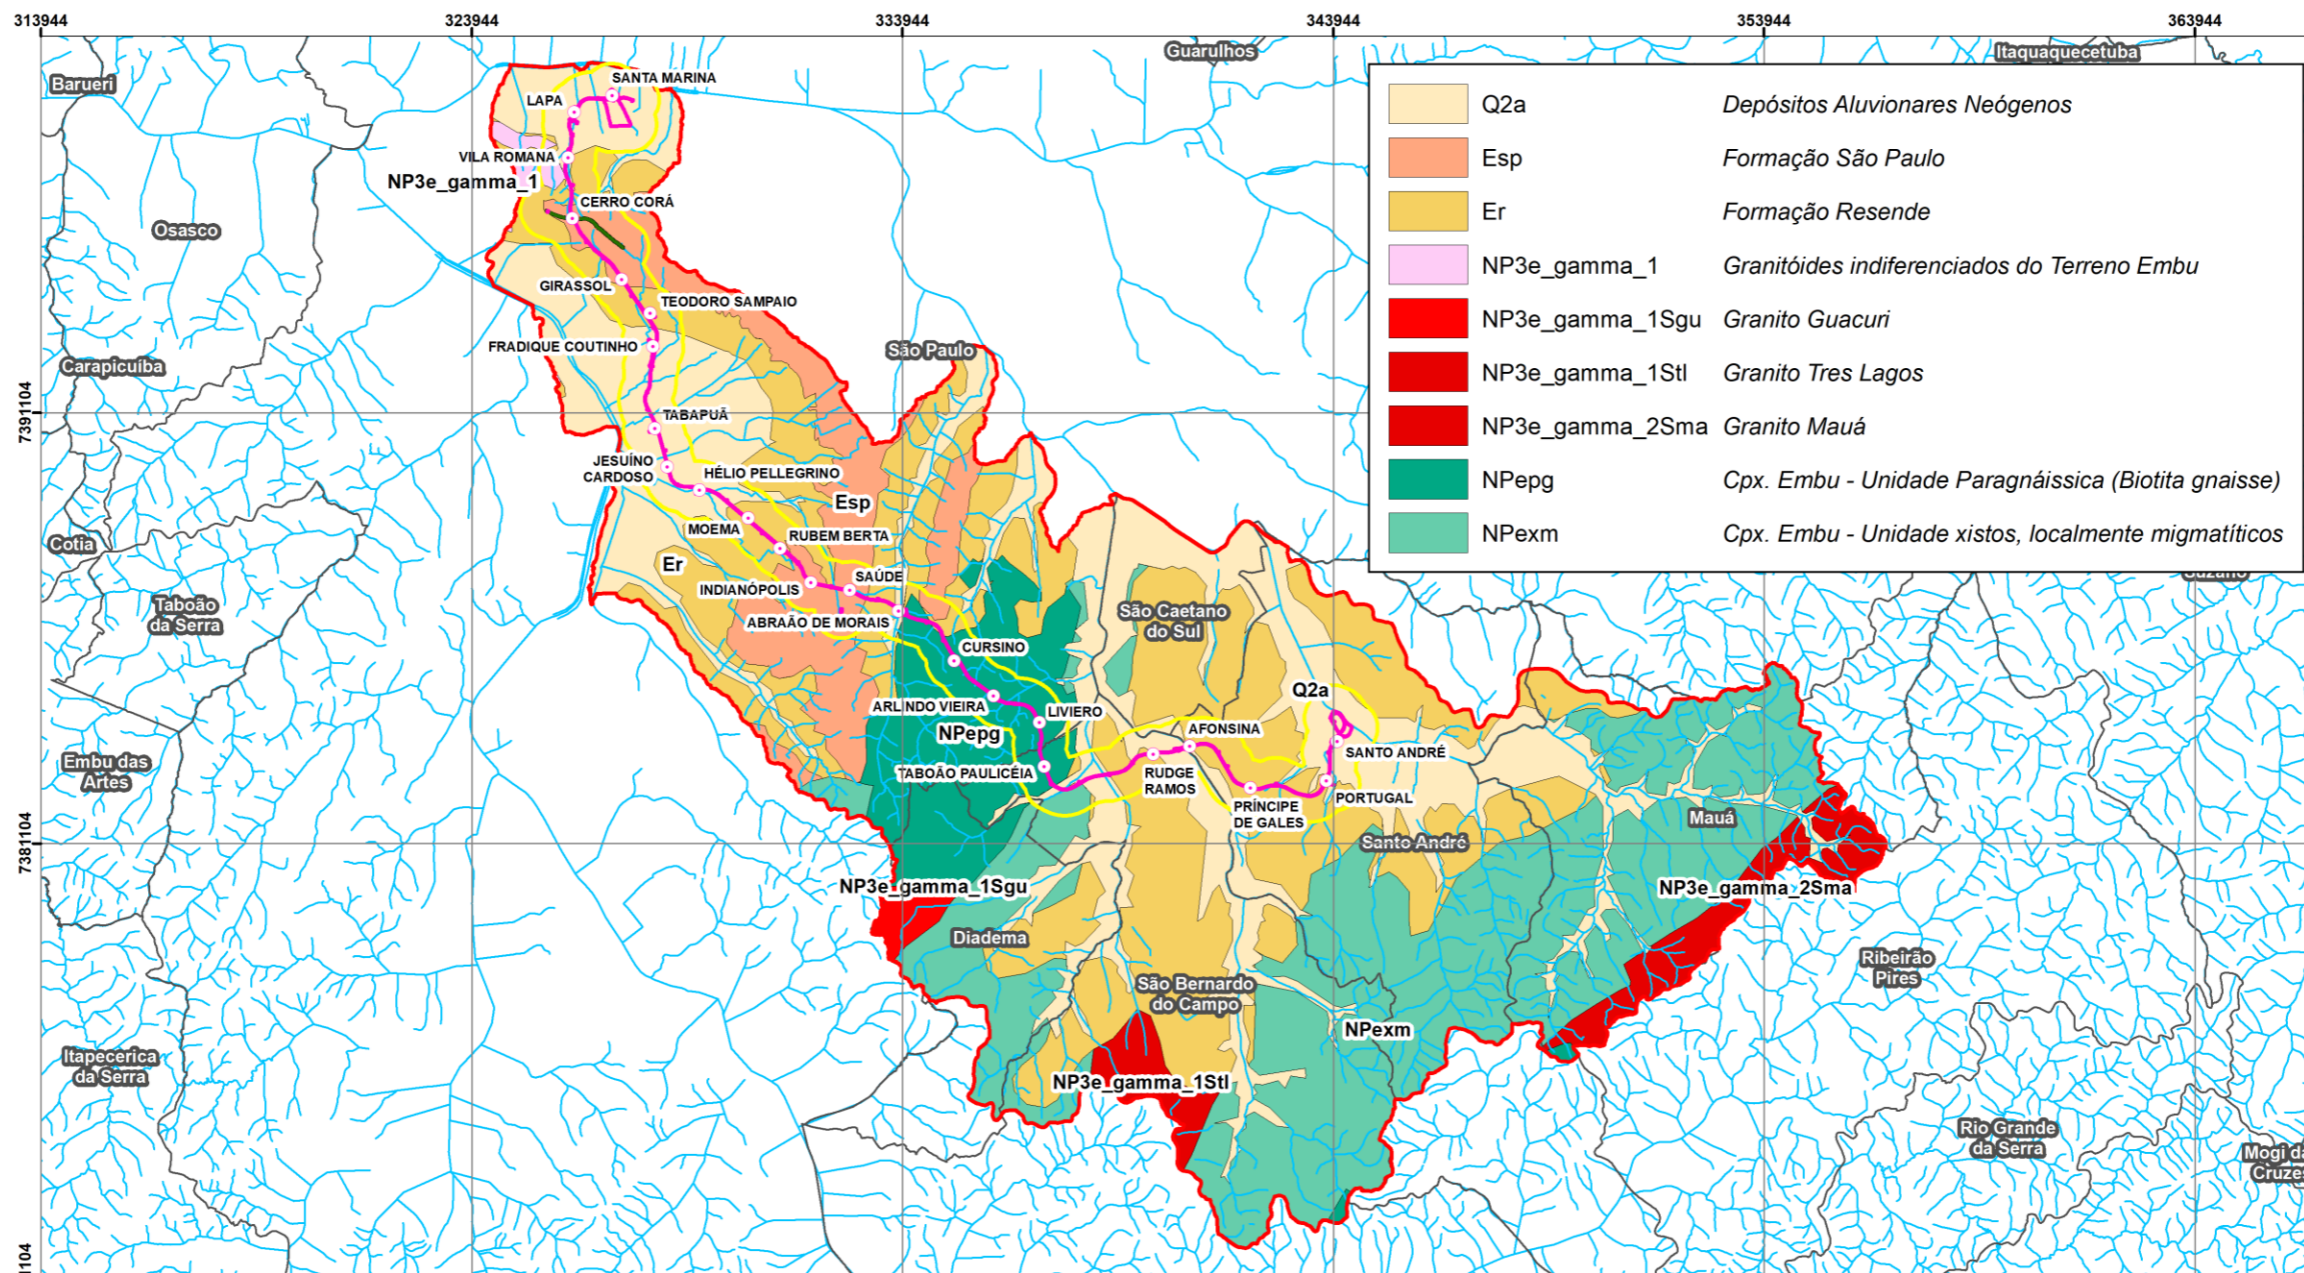 313944
323944
333944
343944
353944
363944
7391104
7381104
Barueri
Guarulhos
Itaquaquecetuba
Q2a Depósitos Aluvionares Neógenos
Esp Formação São Paulo
Er Formação Resende
NP3e_gamma_1 Granitóides indiferenciados do Terreno Embu
NP3e_gamma_1Sgu Granito Guacuri
NP3e_gamma_1Stl Granito Tres Lagos
NP3e_gamma_2Sma Granito Mauá
NPepg Cpx. Embu - Unidade Paragnáissica (Biotita gnaisse)
NPexm Cpx. Embu - Unidade xistos, localmente migmatíticos
SANTA MARINA
LAPA
VILA ROMANA
NP3e_gamma_1
CERRO CORÁ
Osasco
GIRASSOL
TEODORO SAMPAIO
FRADIQUE COUTINHO
São Paulo
Carapicuíba
TABAPUÃ
JESUÍNO
CARDOSO
HÉLIO PELLEGRINO
Esp
MOEMA
RUBEM BERTA
Cotia
Er
INDIANÓPOLIS
SAÚDE
Suzano
Taboão
da Serra
ABRAÃO DE MORAIS
São Caetano
do Sul
CURSINO
Q2a
ARLINDO VIEIRA
LIVIERO
NPepg
AFONSINA
SANTO ANDRÉ
Embu das
Artes
TABOÃO PAULICÉIA
RUDGE
RAMOS
PRÍNCIPE
DE GALES
PORTUGAL
Mauá
Santo André
NP3e_gamma_1Sgu
NP3e_gamma_2Sma
Diadema
Ribeirão
Pires
São Bernardo
do Campo
NPexm
Itapecerica
da Serra
NP3e_gamma_1Stl
Rio Grande
da Serra
Mogi da
Cruzes
1104